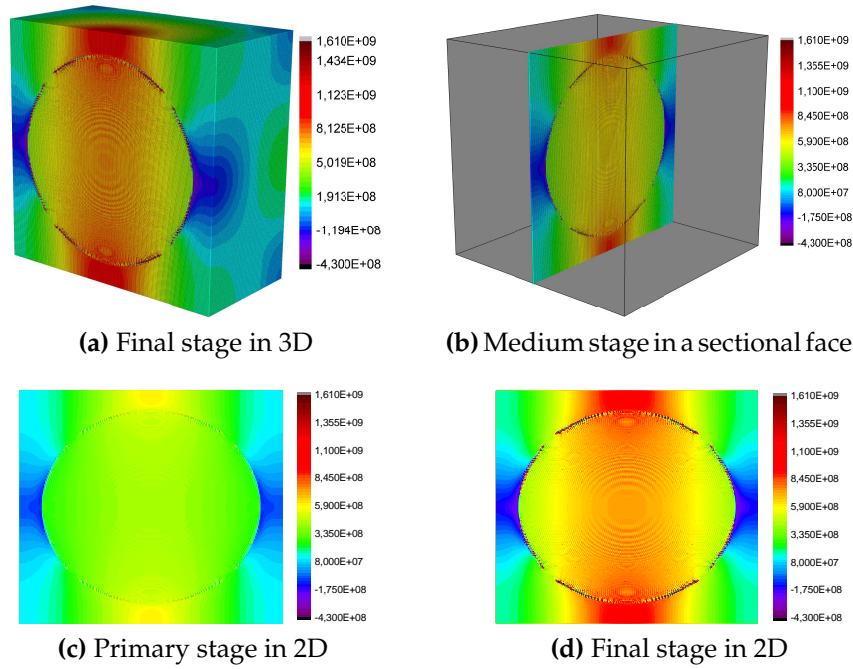 1,610E+09
1,434E+09
1,123E+09
8,125E+08
5,019E+08
1,913E+08
-1,194E+08
-4,300E+08
(a) Final stage in 3D
1,610E+09
1,355E+09
1,100E+09
8,450E+08
5,900E+08
3,350E+08
8,000E+07
-1,750E+08
-4,300E+08
(b) Medium stage in a sectional face
1,610E+09
1,355E+09
1,100E+09
8,450E+08
5,900E+08
3,350E+08
8,000E+07
-1,750E+08
-4,300E+08
(c) Primary stage in 2D
1,610E+09
1,355E+09
1,100E+09
8,450E+08
5,900E+08
3,350E+08
8,000E+07
-1,750E+08
-4,300E+08
(d) Final stage in 2D